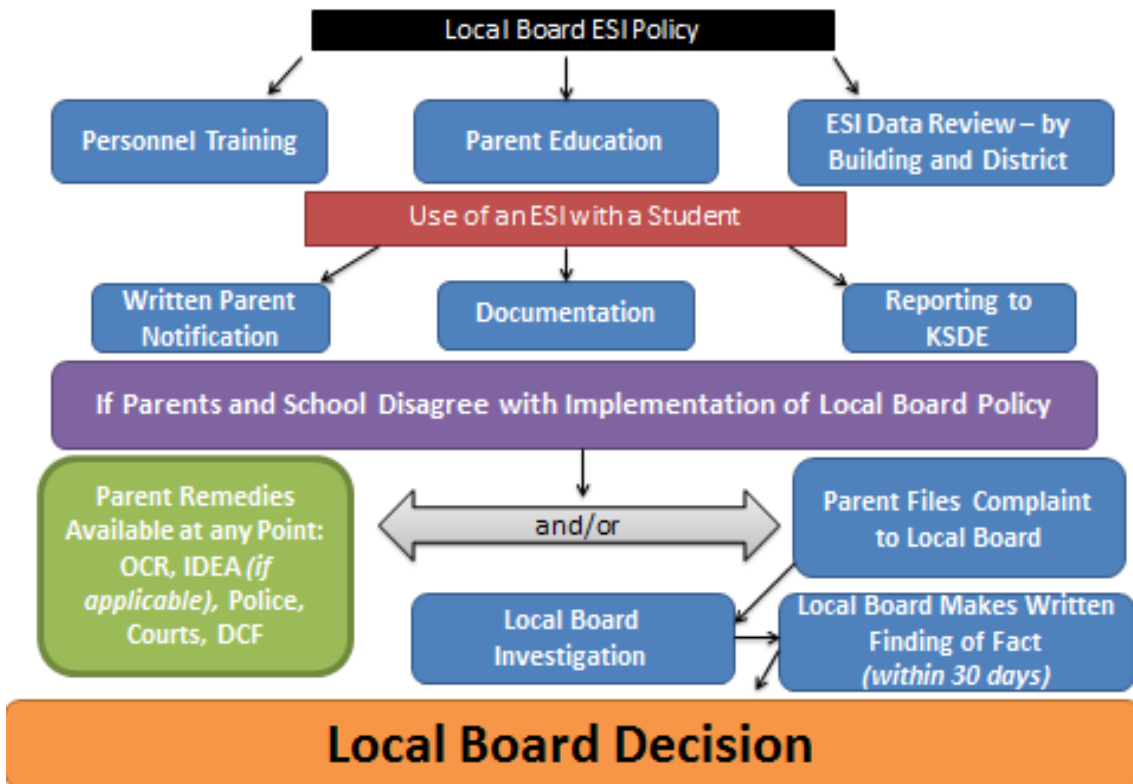 Local Board ESI Policy
Personnel Training
Parent Education
ESI Data Review – by
Building and District
Use of an ESI with a Student
Written Parent
Notification
Documentation
Reporting to
KSDE
If Parents and School Disagree with Implementation of Local Board Policy
Parent Remedies
Available at any Point:
OCR, IDEA (if
applicable), Police,
Courts, DCF
and/or
Parent Files Complaint
to Local Board
Local Board
Investigation
Local Board Makes Written
Finding of Fact
(within 30 days)
Local Board Decision